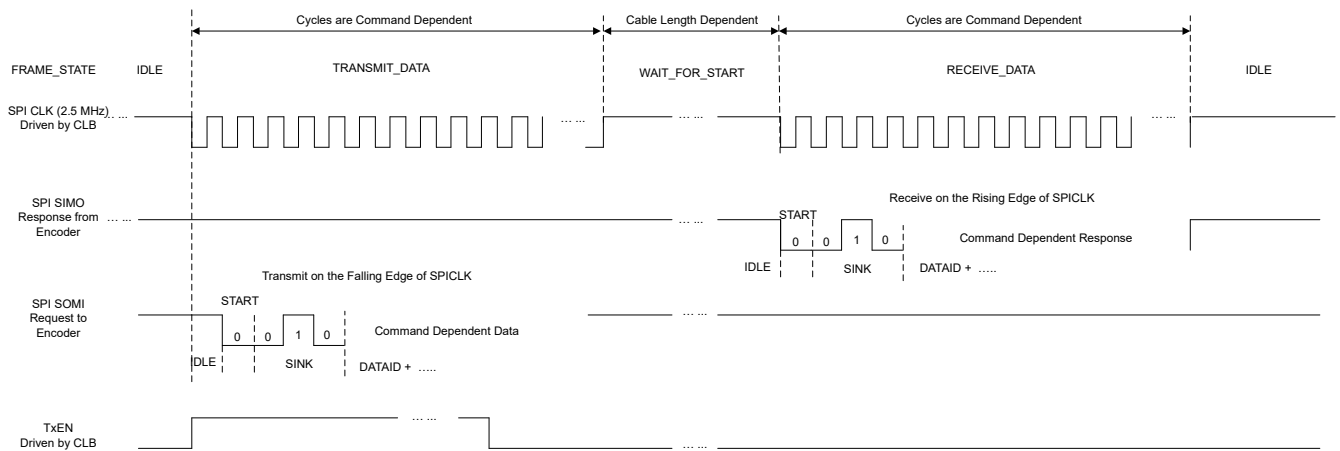 Cycles are Command Dependent
Cable Length Dependent
Cycles are Command Dependent
FRAME_STATE
IDLE
TRANSMIT_DATA
WAIT_FOR_START
RECEIVE_DATA
IDLE
SPI CLK (2.5 MHz)
Driven by CLB
... ...
... ...
... ...
... ...
SPI SIMO
Response from
Encoder
... ...
... ...
Receive on the Rising Edge of SPICLK
START
0 0 1 0
Command Dependent Response
IDLE
SINK
DATAID + .....
Transmit on the Falling Edge of SPICLK
SPI SOMI
Request to
Encoder
START
0 0 1 0
Command Dependent Data
... ...
IDLE
SINK
DATAID + .....
TxEN
Driven by CLB
... ...
... ...